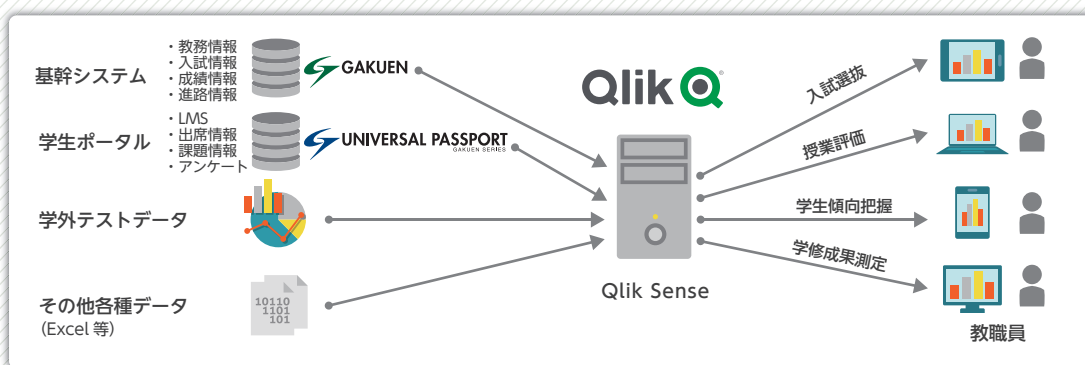 基幹システム
・教務情報
・入試情報
・成績情報
・進路情報
GAKUEN
学生ポータル
・LMS
・出席情報
・課題情報
・アンケート
UNIVERSAL PASSPORT
GAKUEN SERIES
学外テストデータ
その他各種データ
(Excel 等)
10110
1101
101
Qlik
Qlik Sense
入試選抜
授業評価
学生傾向把握
学修成果測定
教職員